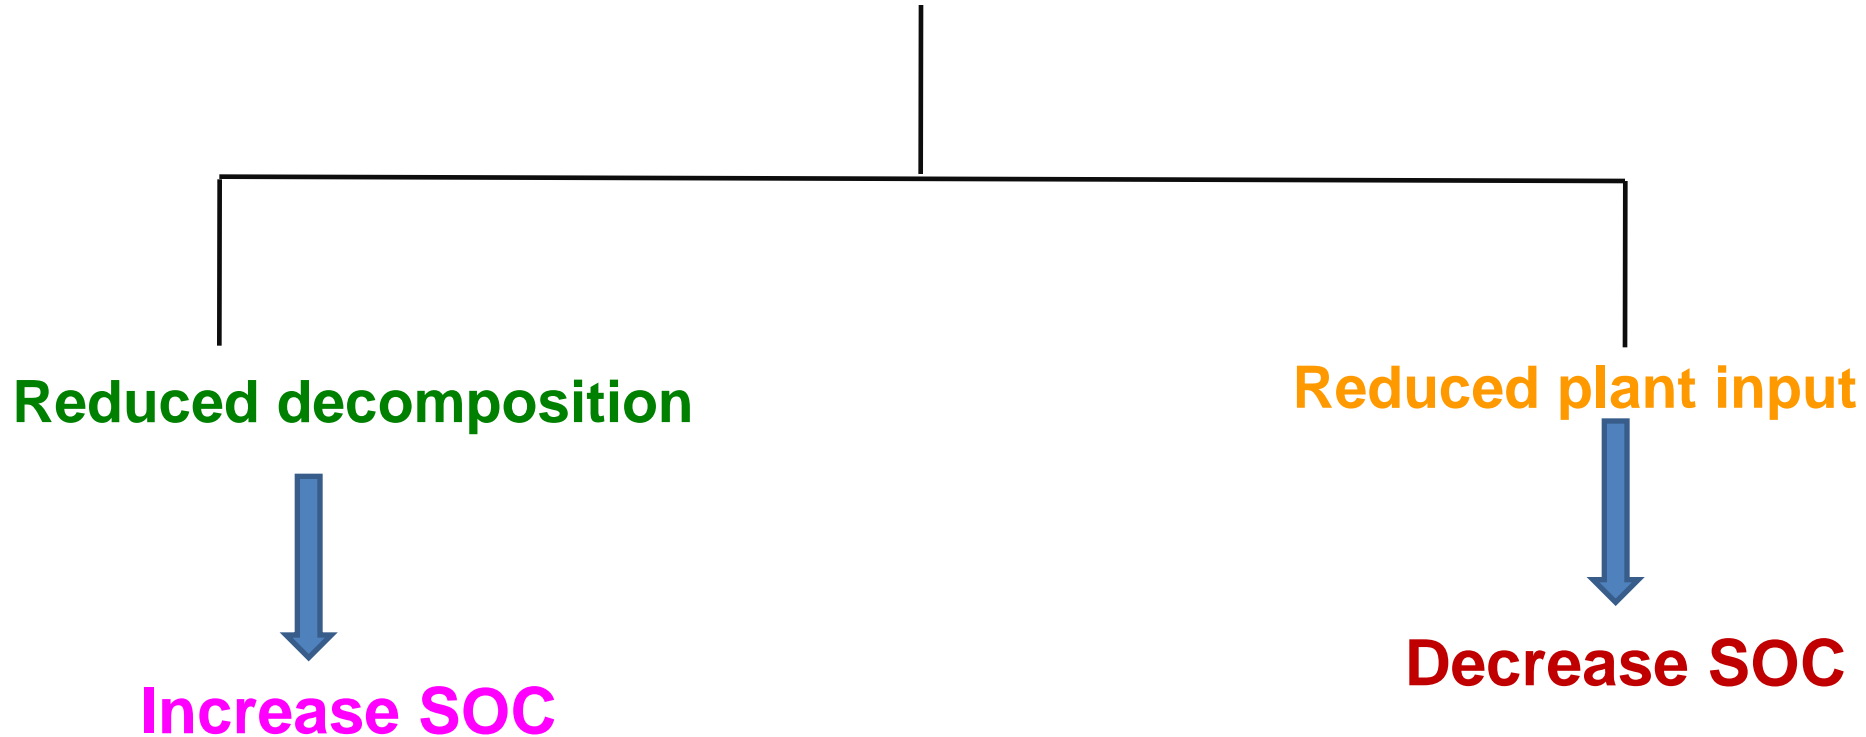 Reduced decomposition
Reduced plant input
Increase SOC
Decrease SOC